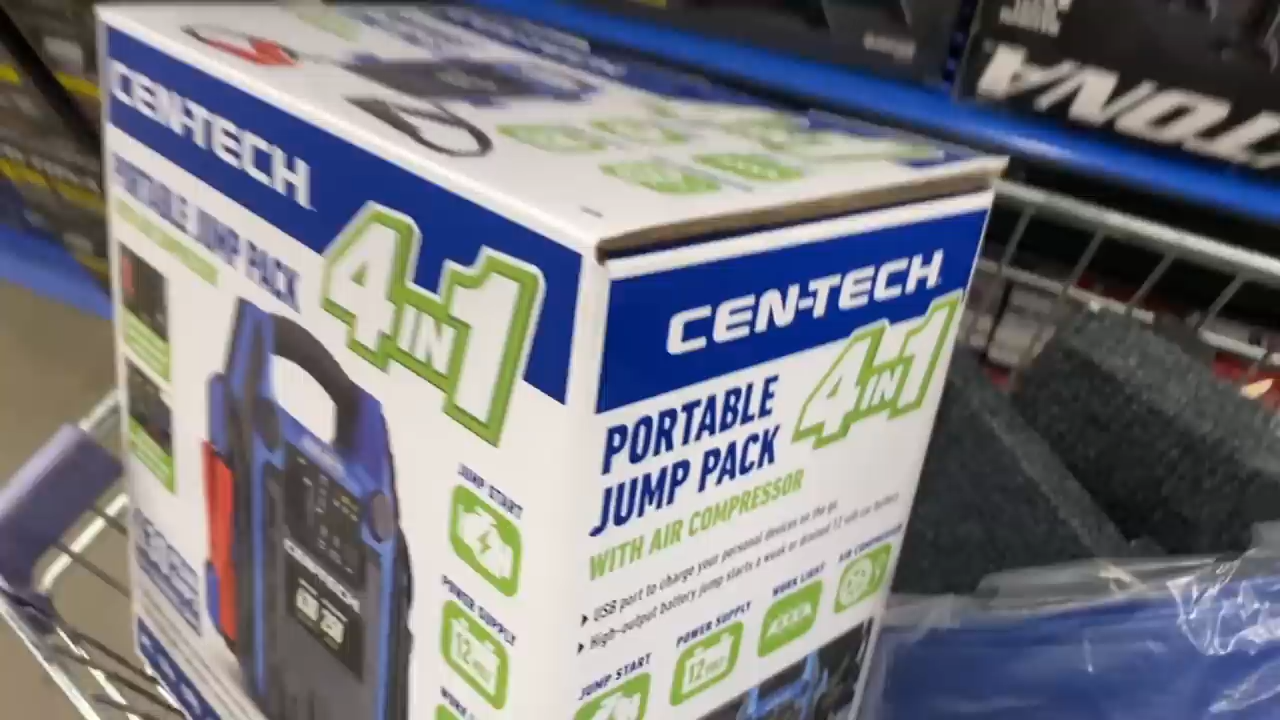 CEN-TECH
PORTABLE JUMP PACK
4 IN 1
JUMP START
POWER SUPPLY
12 VOLT
CEN-TECH
CEN-TECH
4 IN 1
PORTABLE
JUMP PACK
WITH AIR COMPRESSOR
USB port to charge your personal devices on the go
High-output battery jump starts a weak or drained 12 volt car battery
JUMP START
POWER SUPPLY
12 VOLT
WORK LIGHT
AIR COMPRESSOR